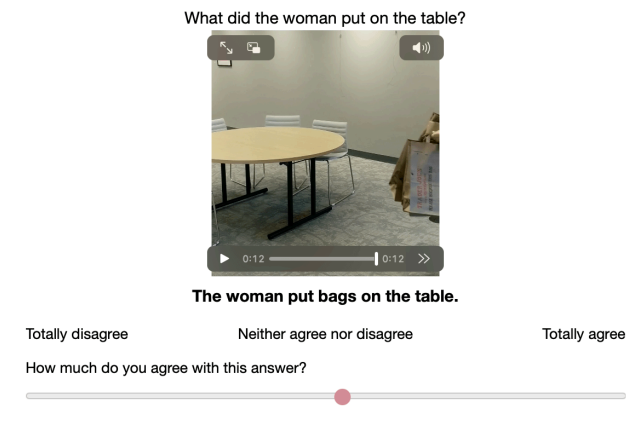 What did the woman put on the table?
0:12
0:12
The woman put bags on the table.
Totally disagree
Neither agree nor disagree
Totally agree
How much do you agree with this answer?